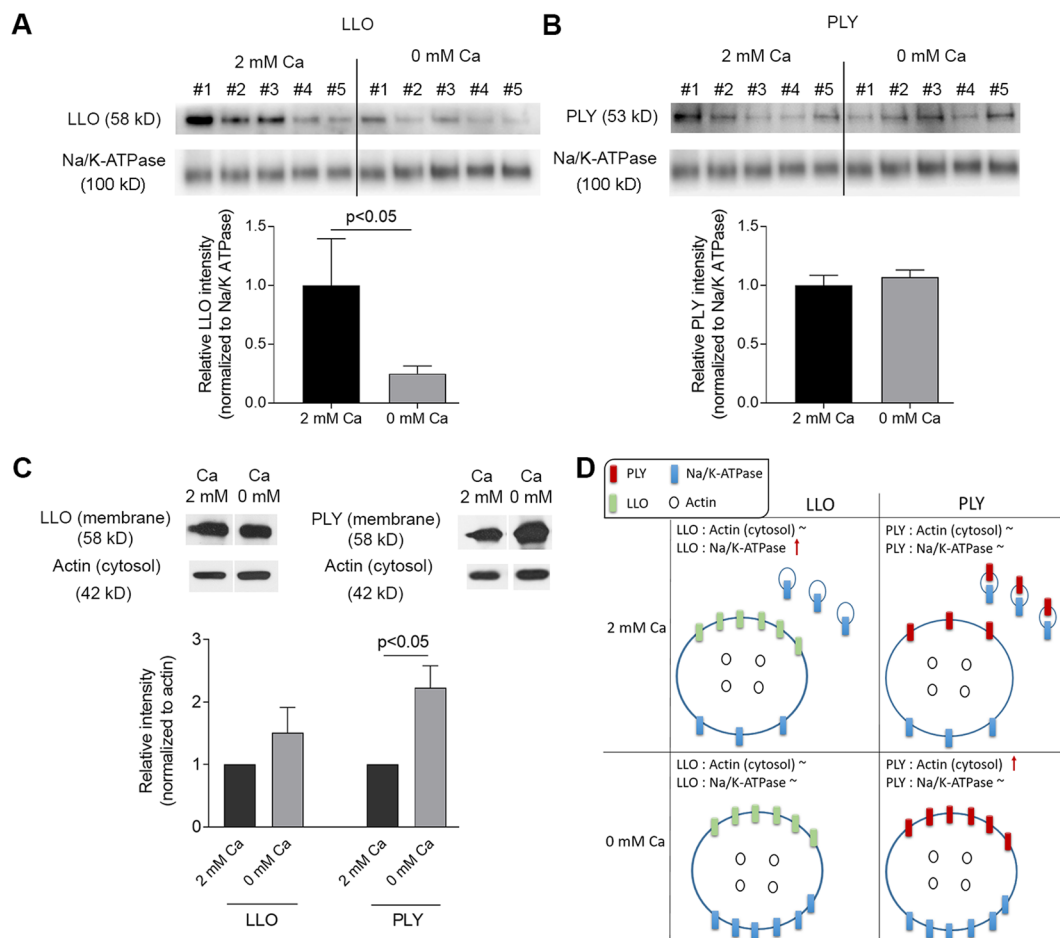 A
LLO
2 mM Ca
0 mM Ca
#1 #2 #3 #4 #5 #1 #2 #3 #4 #5
LLO (58 kD)
Na/K-ATPase
(100 kD)
Relative LLO intensity
(normalized to Na/K ATPase)
1.5
1.0
0.5
0.0
p<0.05
2 mM Ca
0 mM Ca
B
PLY
2 mM Ca
0 mM Ca
#1 #2 #3 #4 #5 #1 #2 #3 #4 #5
PLY (53 kD)
Na/K-ATPase
(100 kD)
Relative PLY intensity
(normalized to Na/K ATPase)
1.5
1.0
0.5
0.0
2 mM Ca
0 mM Ca
C
Ca Ca
2 mM 0 mM
LLO (membrane)
(58 kD)
Actin (cytosol)
(42 kD)
Ca Ca
2 mM 0 mM
PLY (membrane)
(58 kD)
Actin (cytosol)
(42 kD)
Relative intensity
(normalized to actin)
3
2
1
0
p<0.05
2 mM Ca
0 mM Ca
2 mM Ca
0 mM Ca
LLO
PLY
D
PLY Na/K-ATPase
LLO Actin
LLO
PLY
2 mM Ca
LLO : Actin (cytosol) ~
LLO : Na/K-ATPase ↑
PLY : Actin (cytosol) ~
PLY : Na/K-ATPase ~
0 mM Ca
LLO : Actin (cytosol) ~
LLO : Na/K-ATPase ~
PLY : Actin (cytosol) ↑
PLY : Na/K-ATPase ~